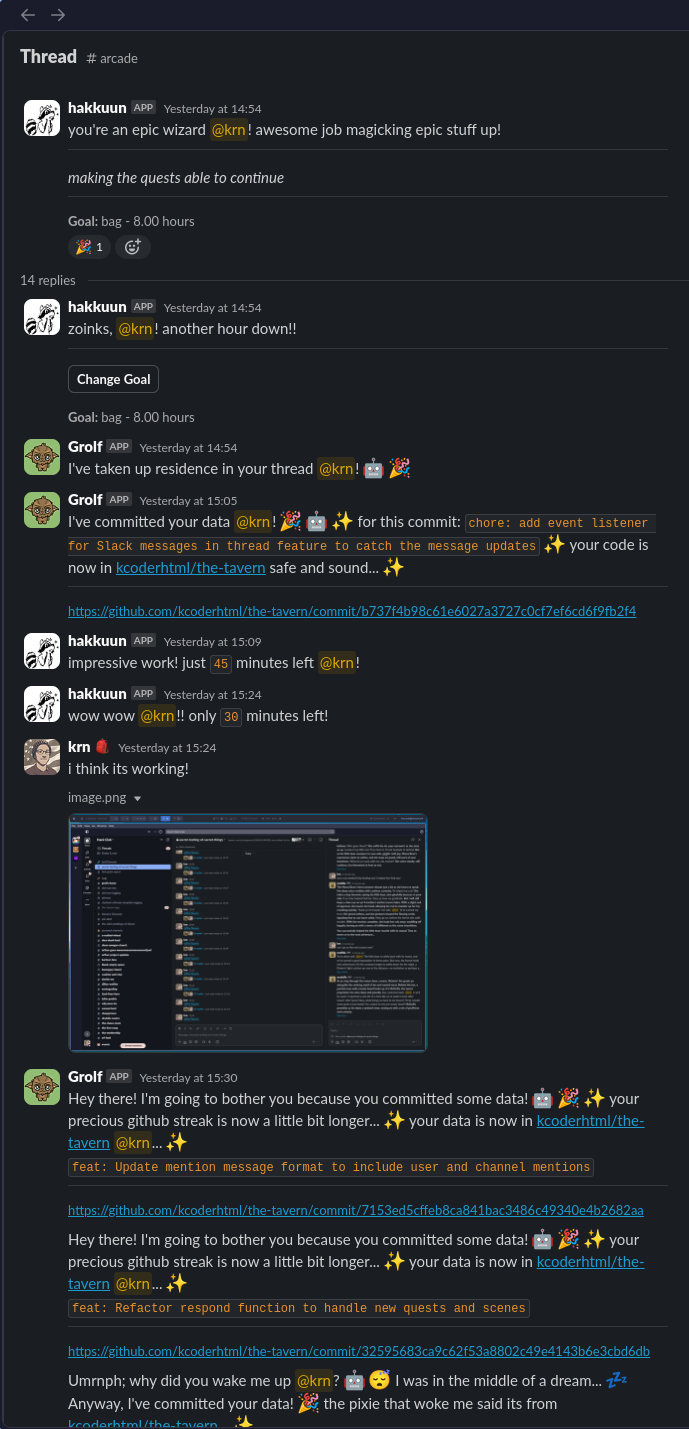 Thread # arcade
hakkuun APP Yesterday at 14:54
you're an epic wizard @krn! awesome job magicking epic stuff up!
making the quests able to continue
Goal: bag - 8.00 hours
🎉 1
14 replies
hakkuun APP Yesterday at 14:54
zoinks, @krn! another hour down!!
Change Goal
Goal: bag - 8.00 hours
Grolf APP Yesterday at 14:54
I've taken up residence in your thread @krn! 🤖 🎉
Grolf APP Yesterday at 15:05
I've committed your data @krn! 🎉 🤖 ✨ for this commit: chore: add event listener
for Slack messages in thread feature to catch the message updates ✨ your code is
now in kcoderhtml/the-tavern safe and sound... ✨
https://github.com/kcoderhtml/the-tavern/commit/b737f4b98c61e6027a3727c0cf7ef6cd6f9fb2f4
hakkuun APP Yesterday at 15:09
impressive work! just 45 minutes left @krn!
hakkuun APP Yesterday at 15:24
wow wow @krn!! only 30 minutes left!
krn Yesterday at 15:24
i think its working!
image.png
Grolf APP Yesterday at 15:30
Hey there! I'm going to bother you because you committed some data! 🤖 🎉 ✨ your
precious github streak is now a little bit longer... ✨ your data is now in kcoderhtml/the-
tavern @krn... ✨
feat: Update mention message format to include user and channel mentions
https://github.com/kcoderhtml/the-tavern/commit/7153ed5cffeb8ca841bac3486c49340e4b2682aa
Hey there! I'm going to bother you because you committed some data! 🤖 🎉 ✨ your
precious github streak is now a little bit longer... ✨ your data is now in kcoderhtml/the-
tavern @krn... ✨
feat: Refactor respond function to handle new quests and scenes
https://github.com/kcoderhtml/the-tavern/commit/32595683ca9c62f53a8802c49e4143b6e3cbd6db
Umrnph; why did you wake me up @krn? 🤖 😴 I was in the middle of a dream... 💤
Anyway, I've committed your data! 🎉 the pixie that woke me said its from
kcoderhtml/the-tavern... ✨